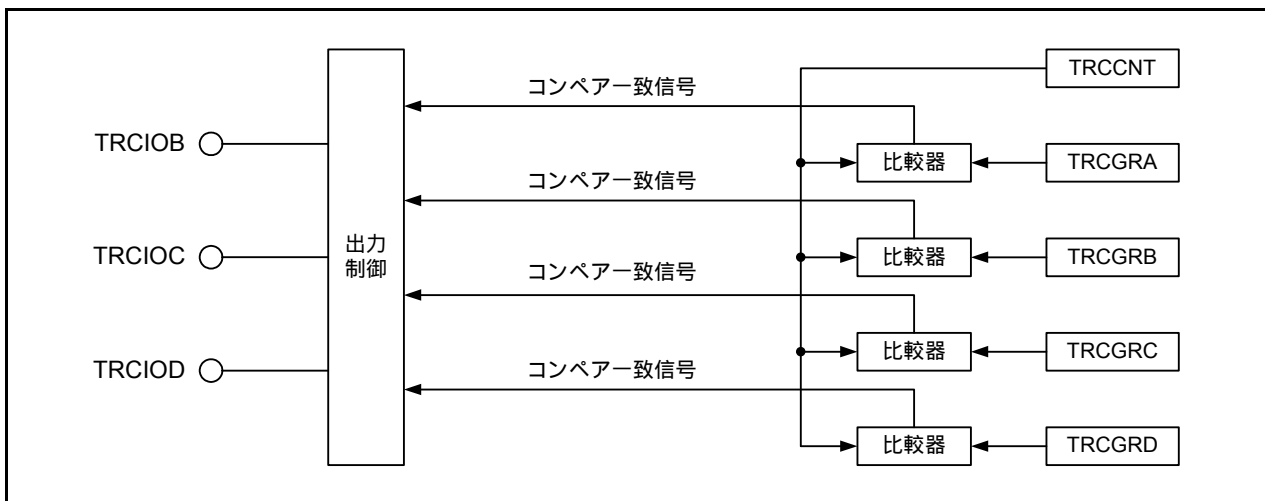 TRCCNT
コンペア一致信号
TRCIOB
比較器
TRCGRA
コンペア一致信号
出力
制御
TRCIOC
比較器
TRCGRB
コンペア一致信号
比較器
TRCGRC
TRCIOD
コンペア一致信号
比較器
TRCGRD